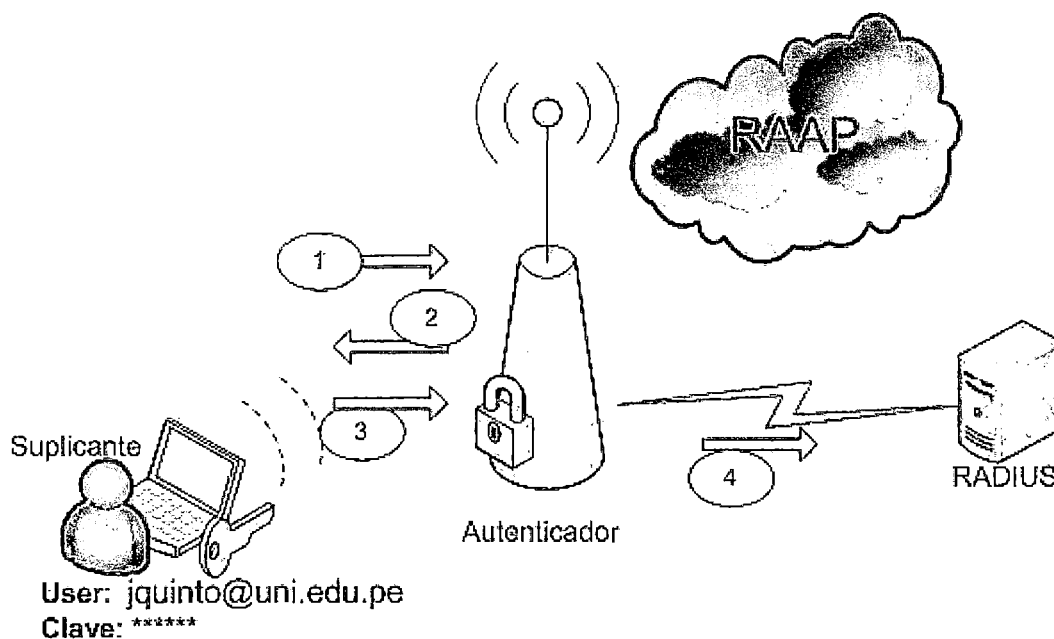 RAAP
1
2
3
4
Suplicante
RADIUS
Autenticador
User: jquinto@uni.edu.pe
Clave: ******